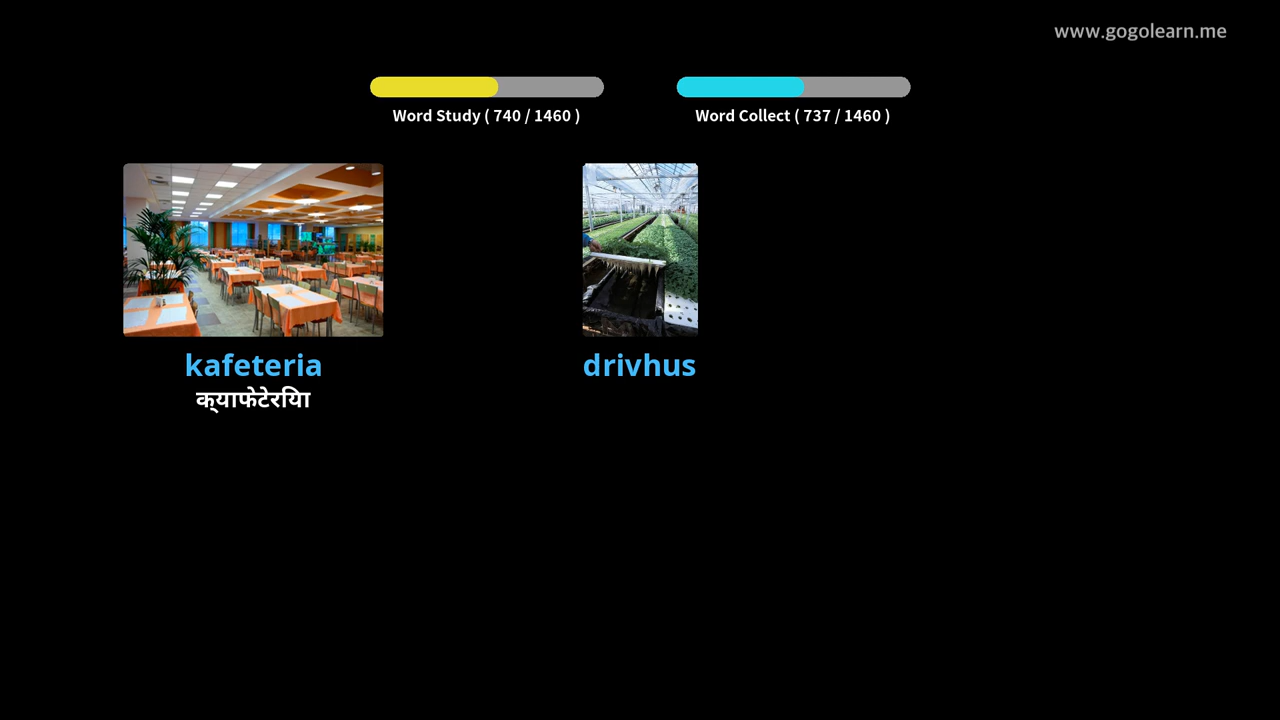 www.gogolearn.me
Word Study ( 740 / 1460 )
Word Collect ( 737 / 1460 )
kafeteria
drivhus
क्याफेटेरिया